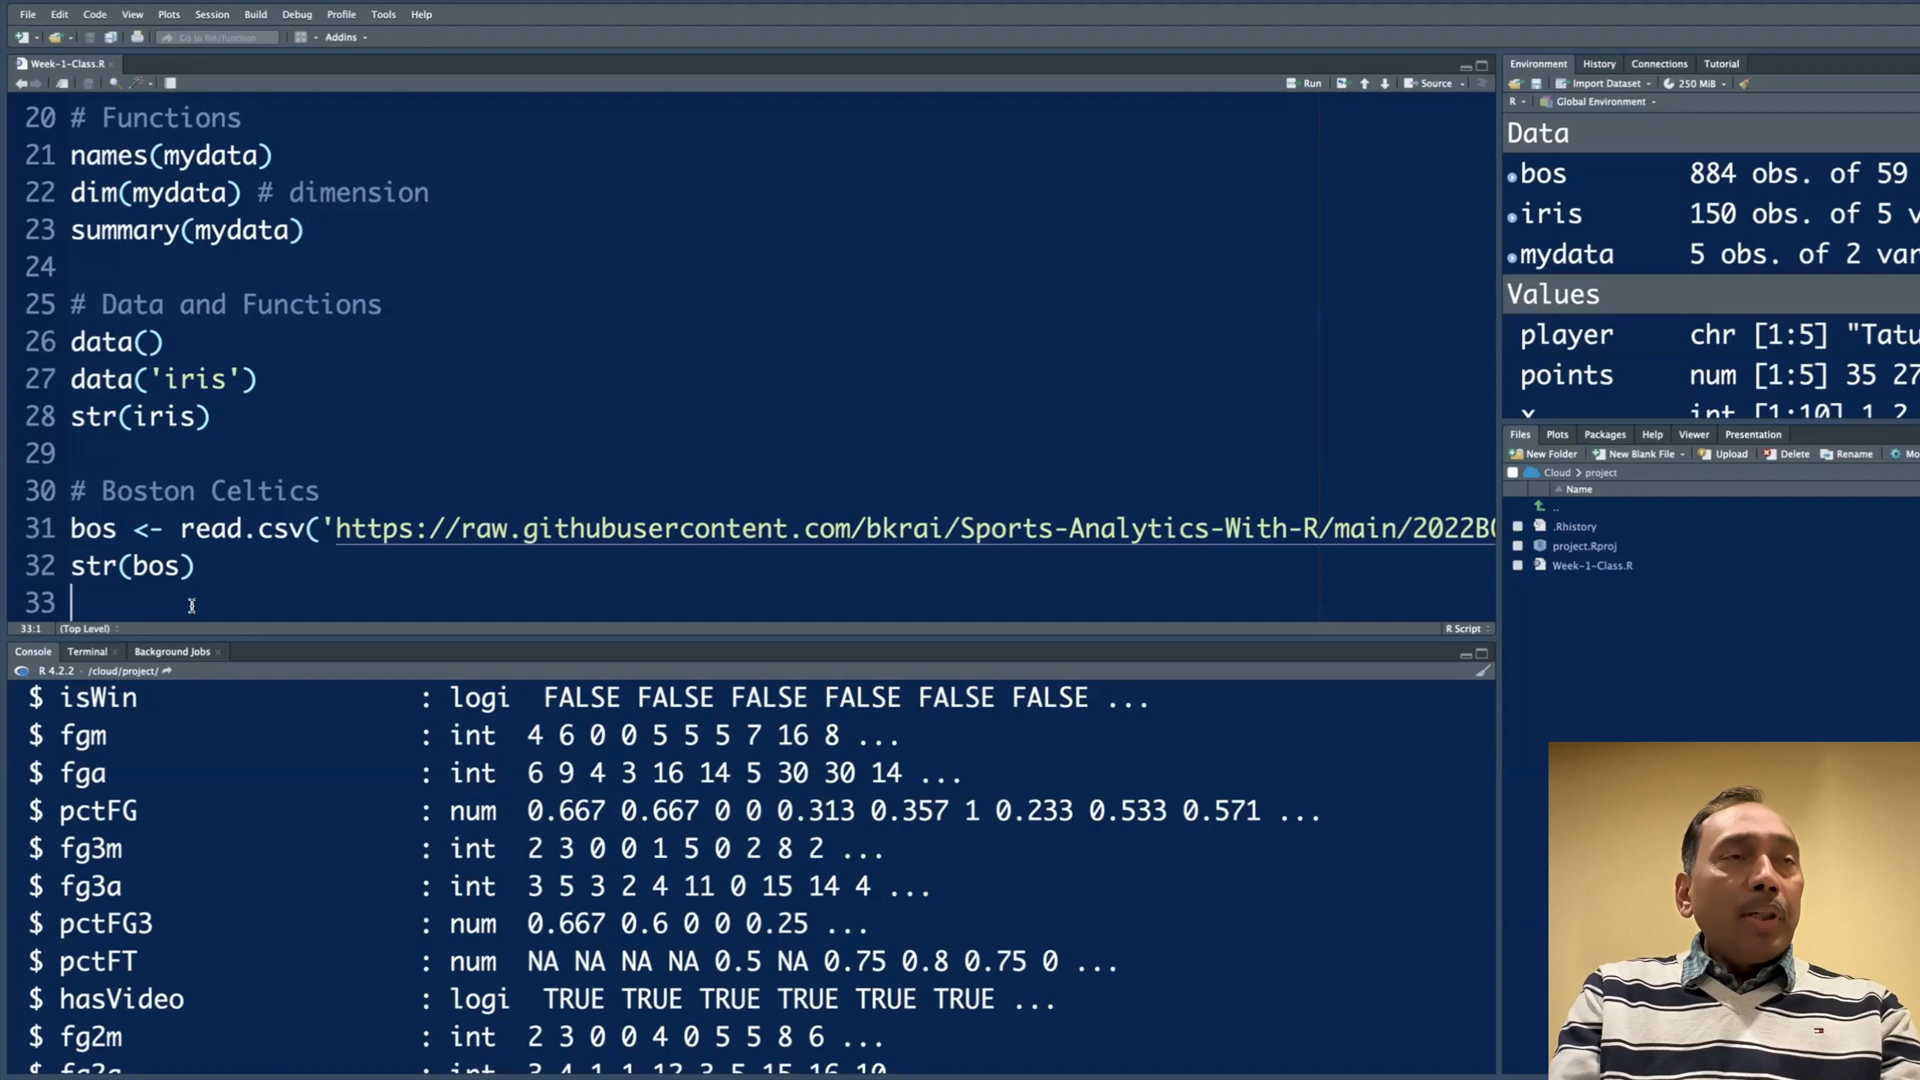 File Edit Code View Plots Session Build Debug Profile Tools Help
Go to file/function Addins
Week-1-Class.R
Run Source
20 # Functions
21 names(mydata)
22 dim(mydata) # dimension
23 summary(mydata)
24
25 # Data and Functions
26 data()
27 data('iris')
28 str(iris)
29
30 # Boston Celtics
31 bos <- read.csv('https://raw.githubusercontent.com/bkrai/Sports-Analytics-With-R/main/2022B
32 str(bos)
33
33:1 (Top Level) R Script
Console Terminal Background Jobs
R 4.2.2 · /cloud/project/
$ isWin : logi FALSE FALSE FALSE FALSE FALSE FALSE ...
$ fgm : int 4 6 0 0 5 5 5 7 16 8 ...
$ fga : int 6 9 4 3 16 14 5 30 30 14 ...
$ pctFG : num 0.667 0.667 0 0 0.313 0.357 1 0.233 0.533 0.571 ...
$ fg3m : int 2 3 0 0 1 5 0 2 8 2 ...
$ fg3a : int 3 5 3 2 4 11 0 15 14 4 ...
$ pctFG3 : num 0.667 0.6 0 0 0.25 ...
$ pctFT : num NA NA NA NA 0.5 NA 0.75 0.8 0.75 0 ...
$ hasVideo : logi TRUE TRUE TRUE TRUE TRUE TRUE ...
$ fg2m : int 2 3 0 0 4 0 5 5 8 6 ...
Environment History Connections Tutorial
Import Dataset 250 MiB
R Global Environment
Data
bos 884 obs. of 59
iris 150 obs. of 5 v
mydata 5 obs. of 2 var
Values
player chr [1:5] "Tatu
points num [1:5] 35 27
x int [1:10] 1 2
Files Plots Packages Help Viewer Presentation
New Folder New Blank File Upload Delete Rename Mo
Cloud > project
Name
..
.Rhistory
project.Rproj
Week-1-Class.R